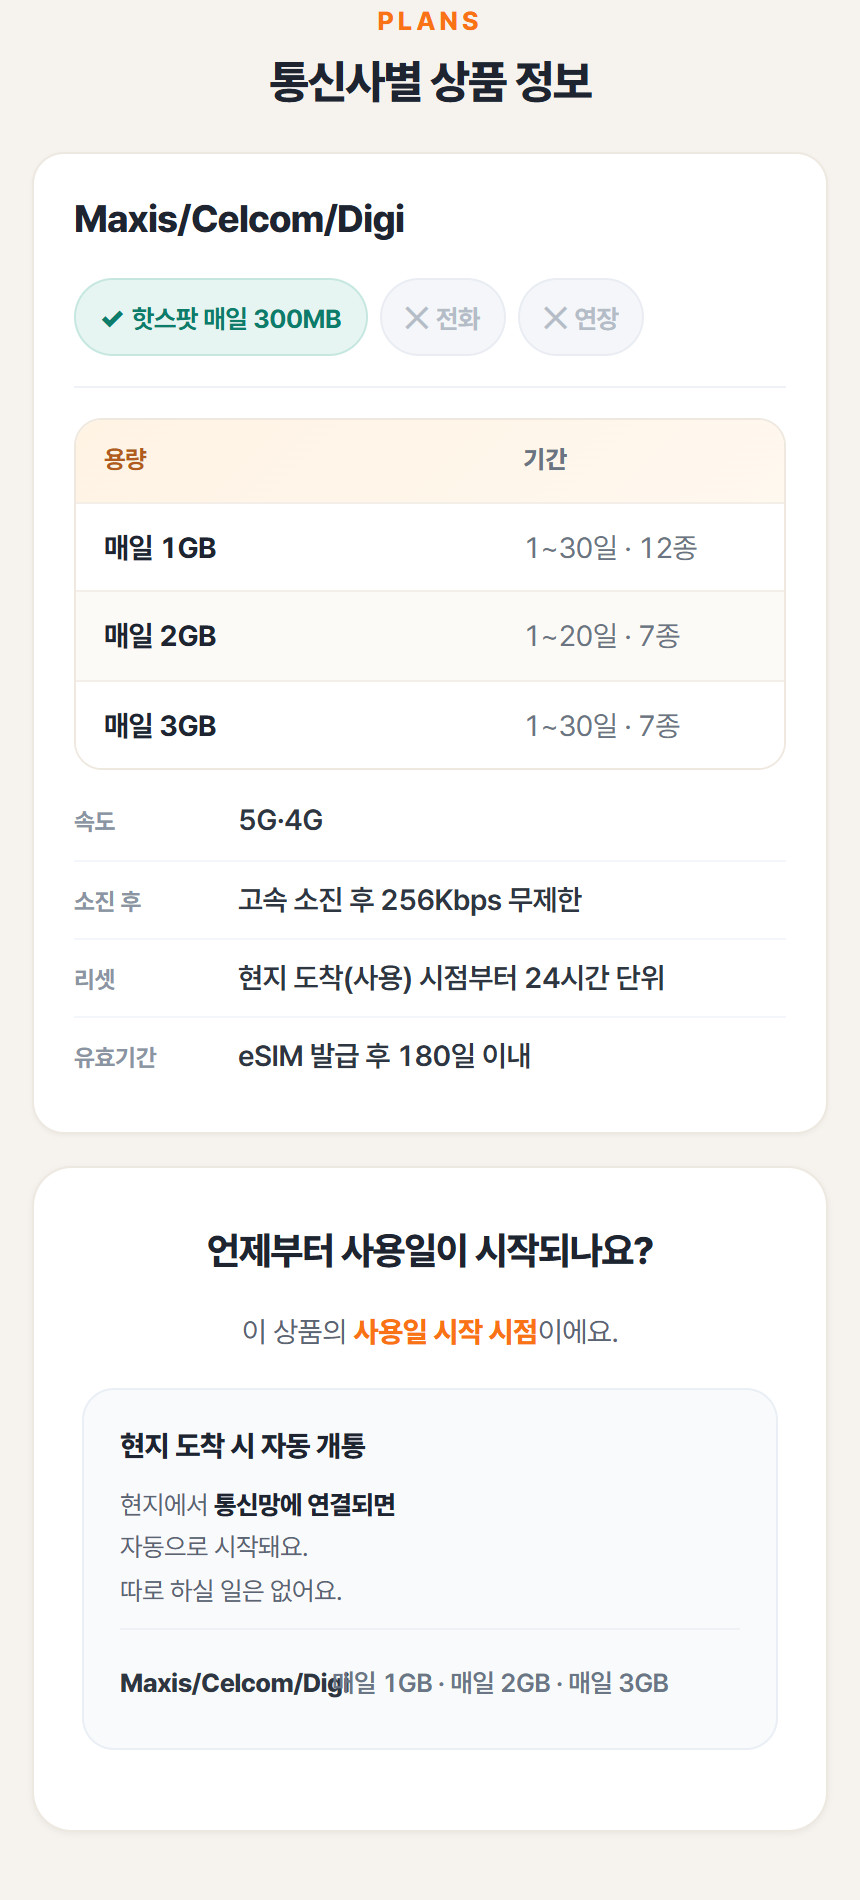 PLANS
통신사별 상품 정보
Maxis/Celcom/Digi
✓ 핫스팟 매일 300MB ✕ 전화 ✕ 연장
용량 기간
매일 1GB 1~30일 · 12종
매일 2GB 1~20일 · 7종
매일 3GB 1~30일 · 7종
속도 5G·4G
소진 후 고속 소진 후 256Kbps 무제한
리셋 현지 도착(사용) 시점부터 24시간 단위
유효기간 eSIM 발급 후 180일 이내
언제부터 사용일이 시작되나요?
이 상품의 사용일 시작 시점이에요.
현지 도착 시 자동 개통
현지에서 통신망에 연결되면
자동으로 시작돼요.
따로 하실 일은 없어요.
Maxis/Celcom/Digi 매일 1GB · 매일 2GB · 매일 3GB